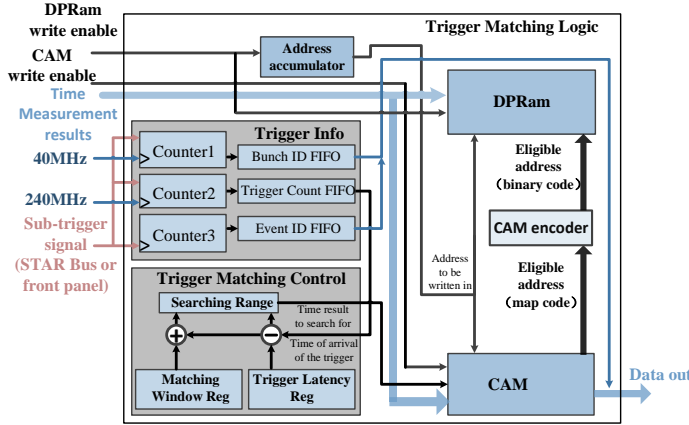 DPRam
write enable
CAM
write enable
Time
Measurement
results
40MHz
240MHz
Sub-trigger
signal
(STAR Bus or
front panel)
Trigger Matching Logic
Address
accumulator
DPRam
Trigger Info
Counter1
Bunch ID FIFO
Counter2
Trigger Count FIFO
Counter3
Event ID FIFO
Eligible
address
（binary code）
CAM encoder
Eligible
address
（map code）
Address
to be
written in
Trigger Matching Control
Searching Range
Time result
to search for
Time of arrival
of the trigger
+
−
Matching
Window Reg
Trigger Latency
Reg
CAM
Data out